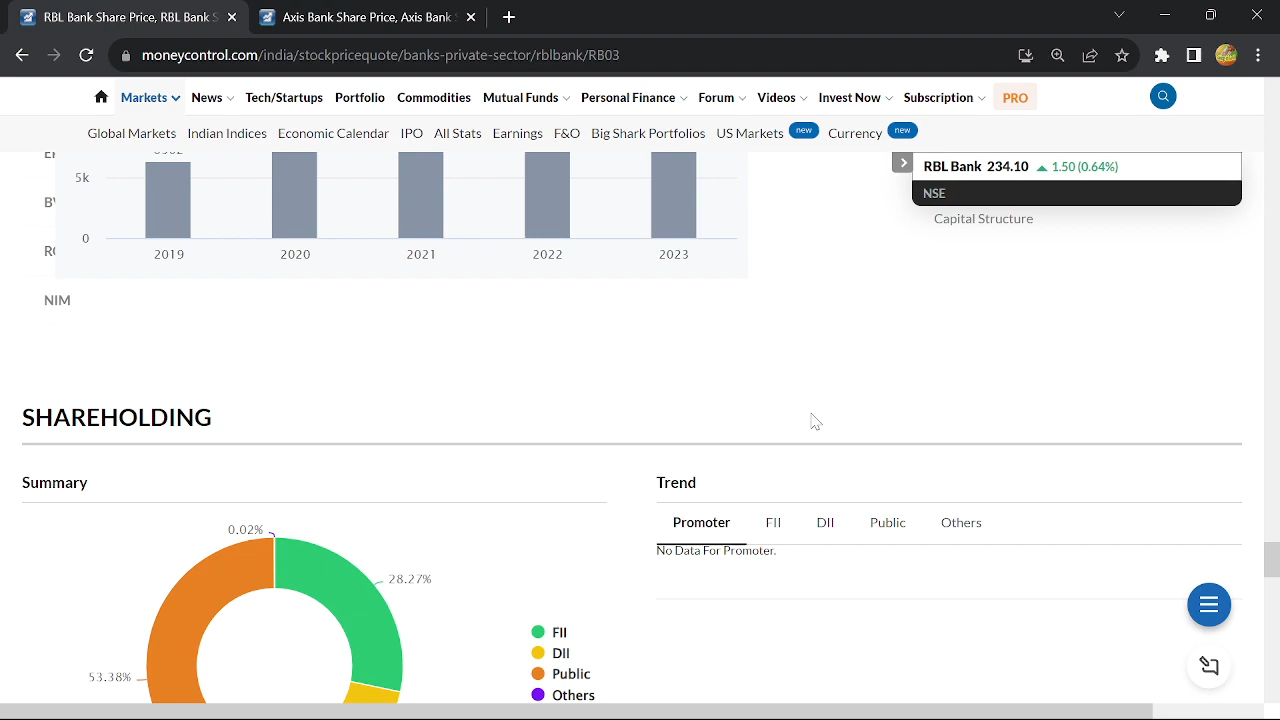 RBL Bank Share Price, RBL Bank S
Axis Bank Share Price, Axis Bank
moneycontrol.com/india/stockpricequote/banks-private-sector/rblbank/RB03
Markets News Tech/Startups Portfolio Commodities Mutual Funds Personal Finance Forum Videos Invest Now Subscription PRO
Global Markets Indian Indices Economic Calendar IPO All Stats Earnings F&O Big Shark Portfolios US Markets new Currency new
RBL Bank 234.10 1.50 (0.64%)
NSE
Capital Structure
5k
0
2019 2020 2021 2022 2023
NIM
SHAREHOLDING
Summary
0.02%
28.27%
53.38%
FII
DII
Public
Others
Trend
Promoter FII DII Public Others
No Data For Promoter.